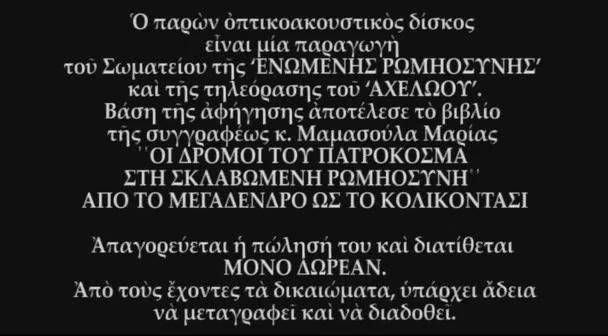 Ὁ παρὼν ὀπτικοακουστικὸς δίσκος
εἶναι μία παραγωγὴ
τοῦ Σωματείου τῆς ‘ΕΝΩΜΕΝΗΣ ΡΩΜΗΟΣΥΝΗΣ’
καὶ τῆς τηλεόρασης τοῦ ‘ΑΧΕΛΩΟΥ’.
Βάση τῆς ἀφήγησης ἀποτέλεσε τὸ βιβλίο
τῆς συγγραφέως κ. Μαμασούλα Μαρίας
''ΟΙ ΔΡΟΜΟΙ ΤΟΥ ΠΑΤΡΟΚΟΣΜΑ
ΣΤΗ ΣΚΛΑΒΩΜΕΝΗ ΡΩΜΗΟΣΥΝΗ''
ΑΠΟ ΤΟ ΜΕΓΑΔΕΝΔΡΟ ΩΣ ΤΟ ΚΟΛΙΚΟΝΤΑΣΙ
Ἀπαγορεύεται ἡ πώλησή του καὶ διατίθεται
ΜΟΝΟ ΔΩΡΕΑΝ.
Ἀπὸ τοὺς ἔχοντες τὰ δικαιώματα, ὑπάρχει ἄδεια
νὰ μεταγραφεῖ καὶ νὰ διαδοθεῖ.